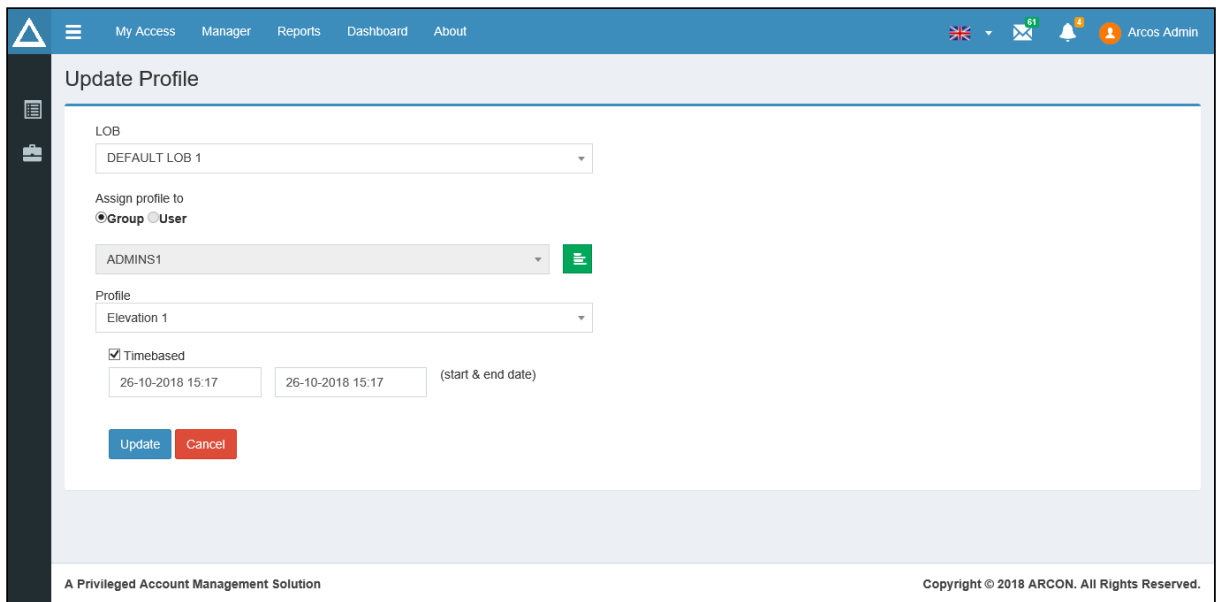 My Access Manager Reports Dashboard About 61 4 Arcos Admin
Update Profile
LOB
DEFAULT LOB 1
Assign profile to
Group User
ADMINS1
Profile
Elevation 1
Timebased
26-10-2018 15:17 26-10-2018 15:17 (start & end date)
Update Cancel
A Privileged Account Management Solution Copyright © 2018 ARCON. All Rights Reserved.